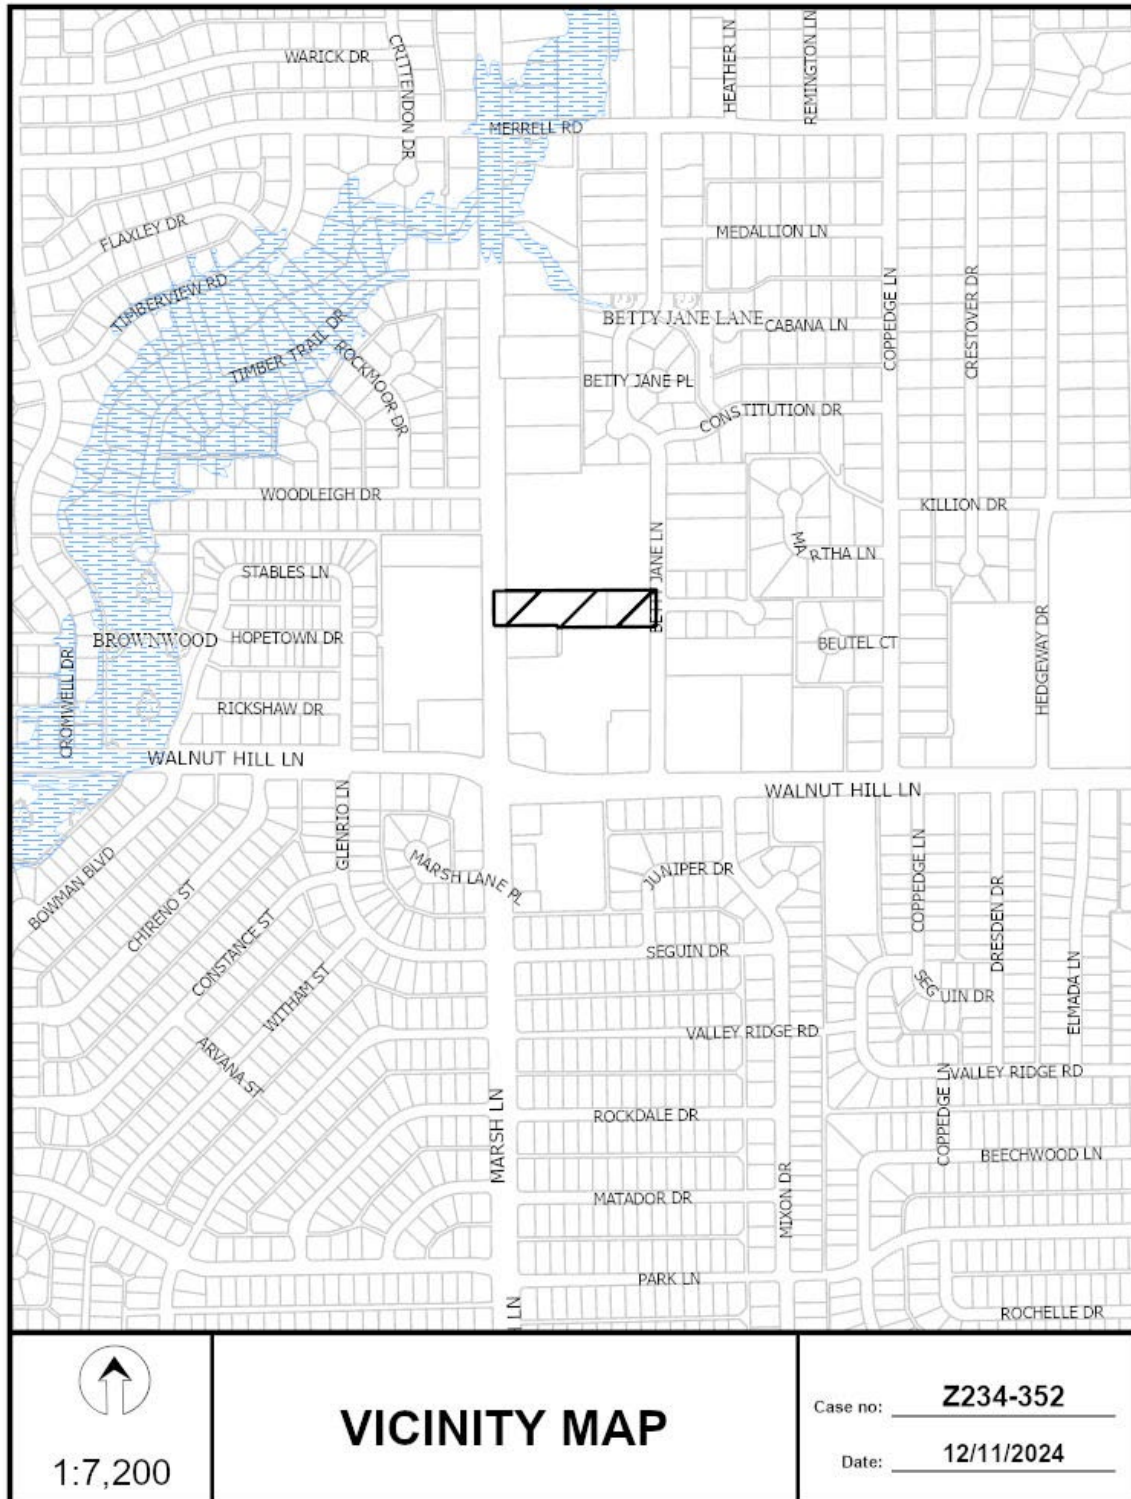 HEATHER LN
REMINGTON LN
WARICK DR
CRITTENDON DR
MERRELL RD
FLAXLEY DR
MEDALLION LN
TIMBERVIEW RD
COPPEDGE LN
CRESTOVER DR
BETTY JANE LANE
CABANA LN
TIMBER TRAIL DR
ROCKMOOR DR
BETTY JANE PL
CONSTITUTION DR
WOODLEIGH DR
KILLION DR
BETTY JANE LN
MARTHA LN
STABLES LN
BROWNWOOD
HOPETOWN DR
BEUTEL CT
HEDGEWAY DR
CROMWELL DR
RICKSHAW DR
WALNUT HILL LN
WALNUT HILL LN
GLENRIO LN
MARSH LANE PL
JUNIPER DR
COPPEDGE LN
BOWMAN BLVD
CHIRENO ST
CONSTANCE ST
WITHAM ST
ARVANA ST
SEGUIN DR
DRESDEN DR
SEGUIN DR
ELMADA LN
VALLEY RIDGE RD
VALLEY RIDGE RD
MARSH LN
ROCKDALE DR
COPPEDGE LN
BEECHWOOD LN
MATADOR DR
MIXON DR
PARK LN
LN
ROCHELLE DR
1:7,200
VICINITY MAP
Case no: Z234-352
Date: 12/11/2024